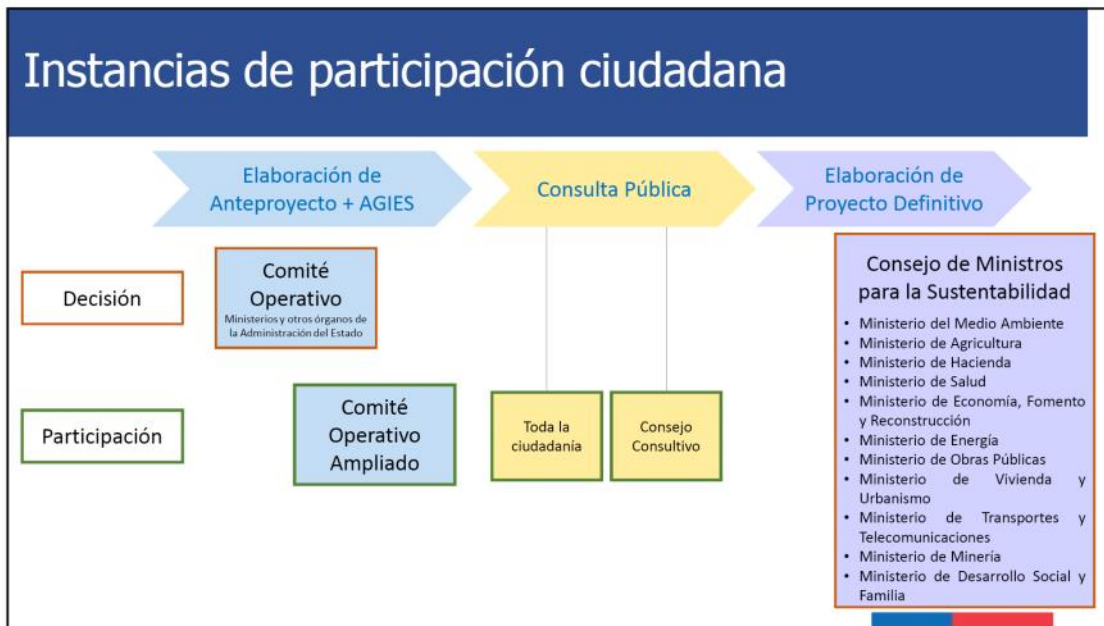 Instancias de participación ciudadana
Elaboración de
Anteproyecto + AGIES
Consulta Pública
Elaboración de
Proyecto Definitivo
Decisión
Comité
Operativo
Ministerios y otros órganos de
la Administración del Estado
Consejo de Ministros
para la Sustentabilidad
• Ministerio del Medio Ambiente
• Ministerio de Agricultura
• Ministerio de Hacienda
• Ministerio de Salud
• Ministerio de Economía, Fomento
y Reconstrucción
• Ministerio de Energía
• Ministerio de Obras Públicas
• Ministerio de Vivienda y
Urbanismo
• Ministerio de Transportes y
Telecomunicaciones
• Ministerio de Minería
• Ministerio de Desarrollo Social y
Familia
Participación
Comité
Operativo
Ampliado
Toda la
ciudadanía
Consejo
Consultivo